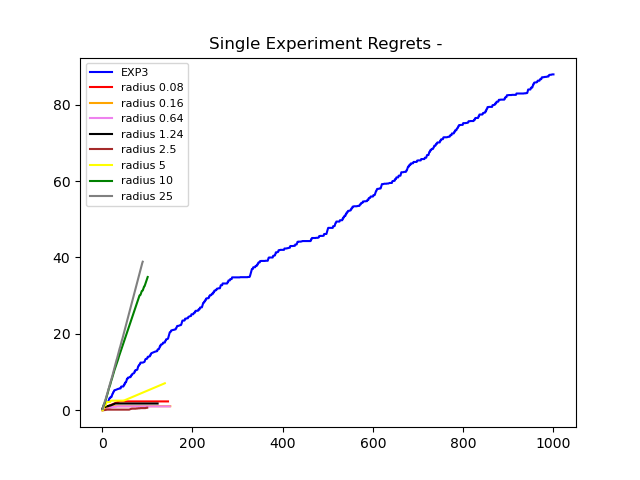 Single Experiment Regrets -
EXP3
radius 0.08
radius 0.16
radius 0.64
radius 1.24
radius 2.5
radius 5
radius 10
radius 25
80
60
40
20
0
0 200 400 600 800 1000